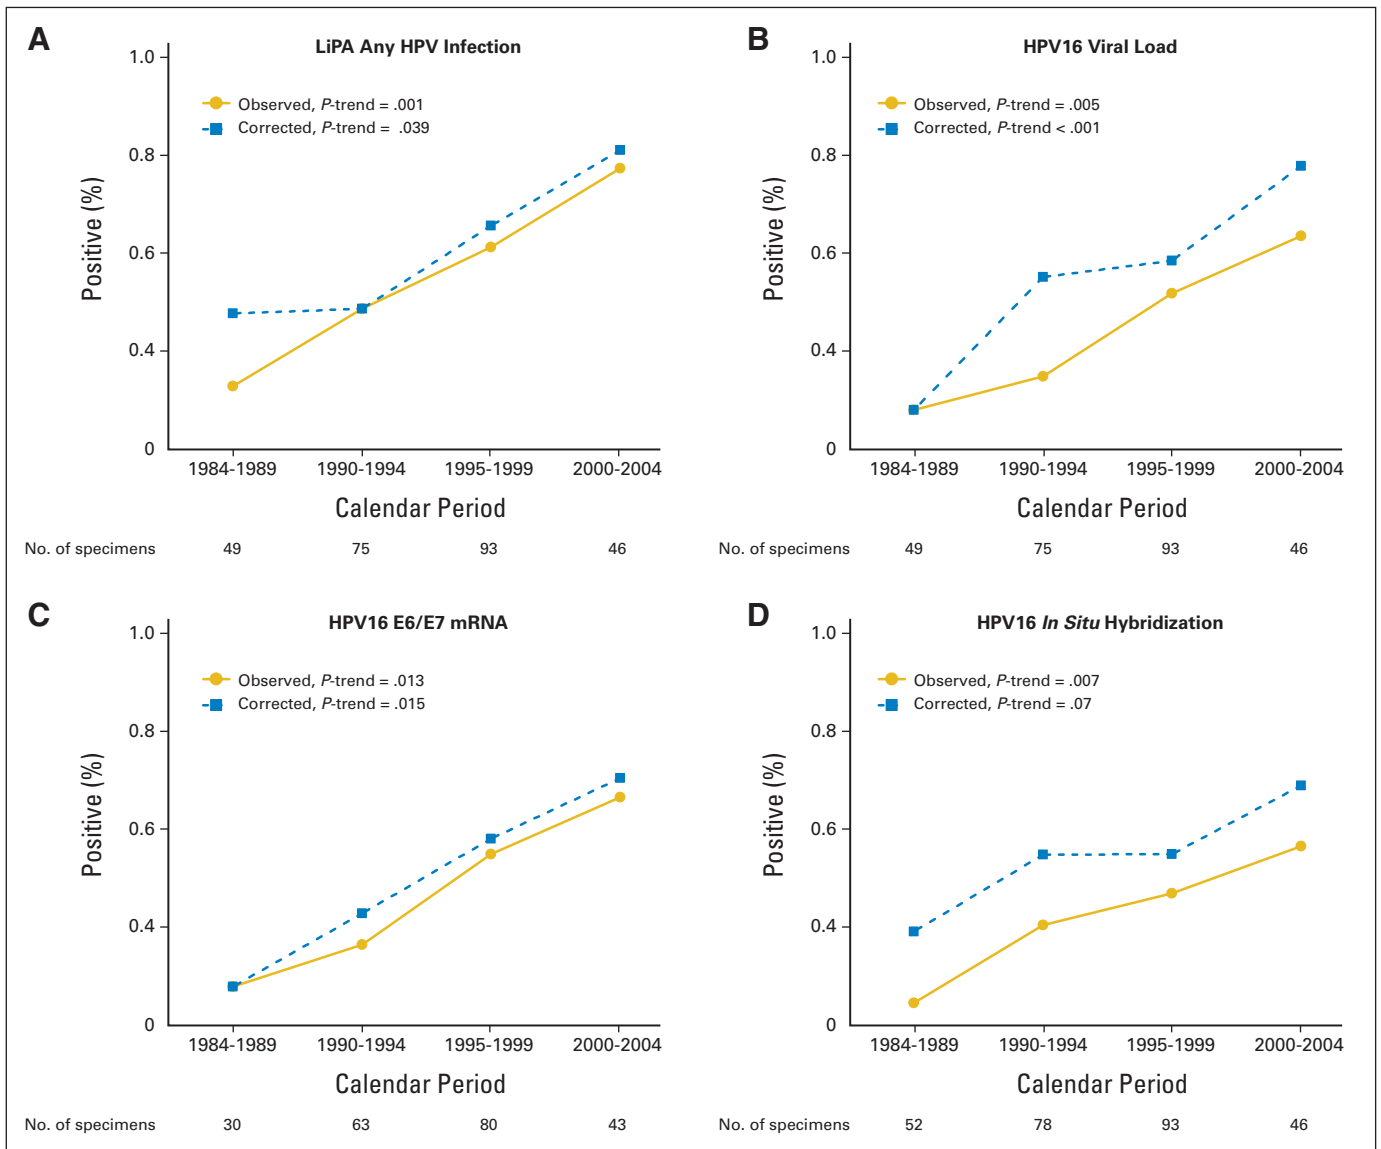 A
LiPA Any HPV Infection
1.0
Observed, P-trend = .001
Corrected, P-trend = .039
0.8
Positive (%)
0.6
0.4
0
1984-1989 1990-1994 1995-1999 2000-2004
Calendar Period
No. of specimens 49 75 93 46
B
HPV16 Viral Load
1.0
Observed, P-trend = .005
Corrected, P-trend < .001
0.8
Positive (%)
0.6
0.4
0
1984-1989 1990-1994 1995-1999 2000-2004
Calendar Period
No. of specimens 49 75 93 46
C
HPV16 E6/E7 mRNA
1.0
Observed, P-trend = .013
Corrected, P-trend = .015
0.8
Positive (%)
0.6
0.4
0
1984-1989 1990-1994 1995-1999 2000-2004
Calendar Period
No. of specimens 30 63 80 43
D
HPV16 In Situ Hybridization
1.0
Observed, P-trend = .007
Corrected, P-trend = .07
0.8
Positive (%)
0.6
0.4
0
1984-1989 1990-1994 1995-1999 2000-2004
Calendar Period
No. of specimens 52 78 93 46